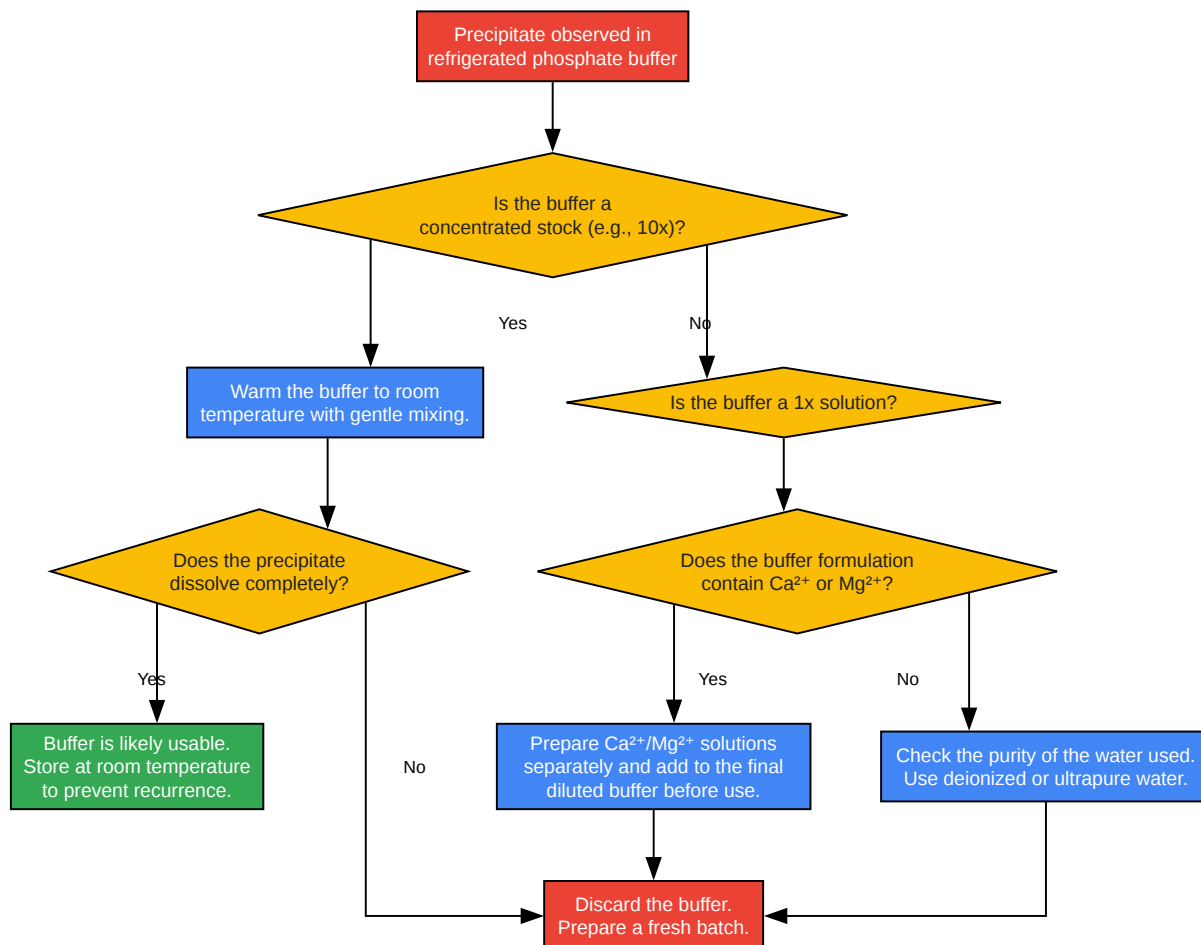 Precipitate observed in
refrigerated phosphate buffer
Is the buffer a
concentrated stock (e.g., 10x)?
Yes
No
Warm the buffer to room
temperature with gentle mixing.
Is the buffer a 1x solution?
Does the precipitate
dissolve completely?
Does the buffer formulation
contain Ca²⁺ or Mg²⁺?
Yes
Yes
No
Buffer is likely usable.
Store at room temperature
to prevent recurrence.
No
Prepare Ca²⁺/Mg²⁺ solutions
separately and add to the final
diluted buffer before use.
Check the purity of the water used.
Use deionized or ultrapure water.
Discard the buffer.
Prepare a fresh batch.